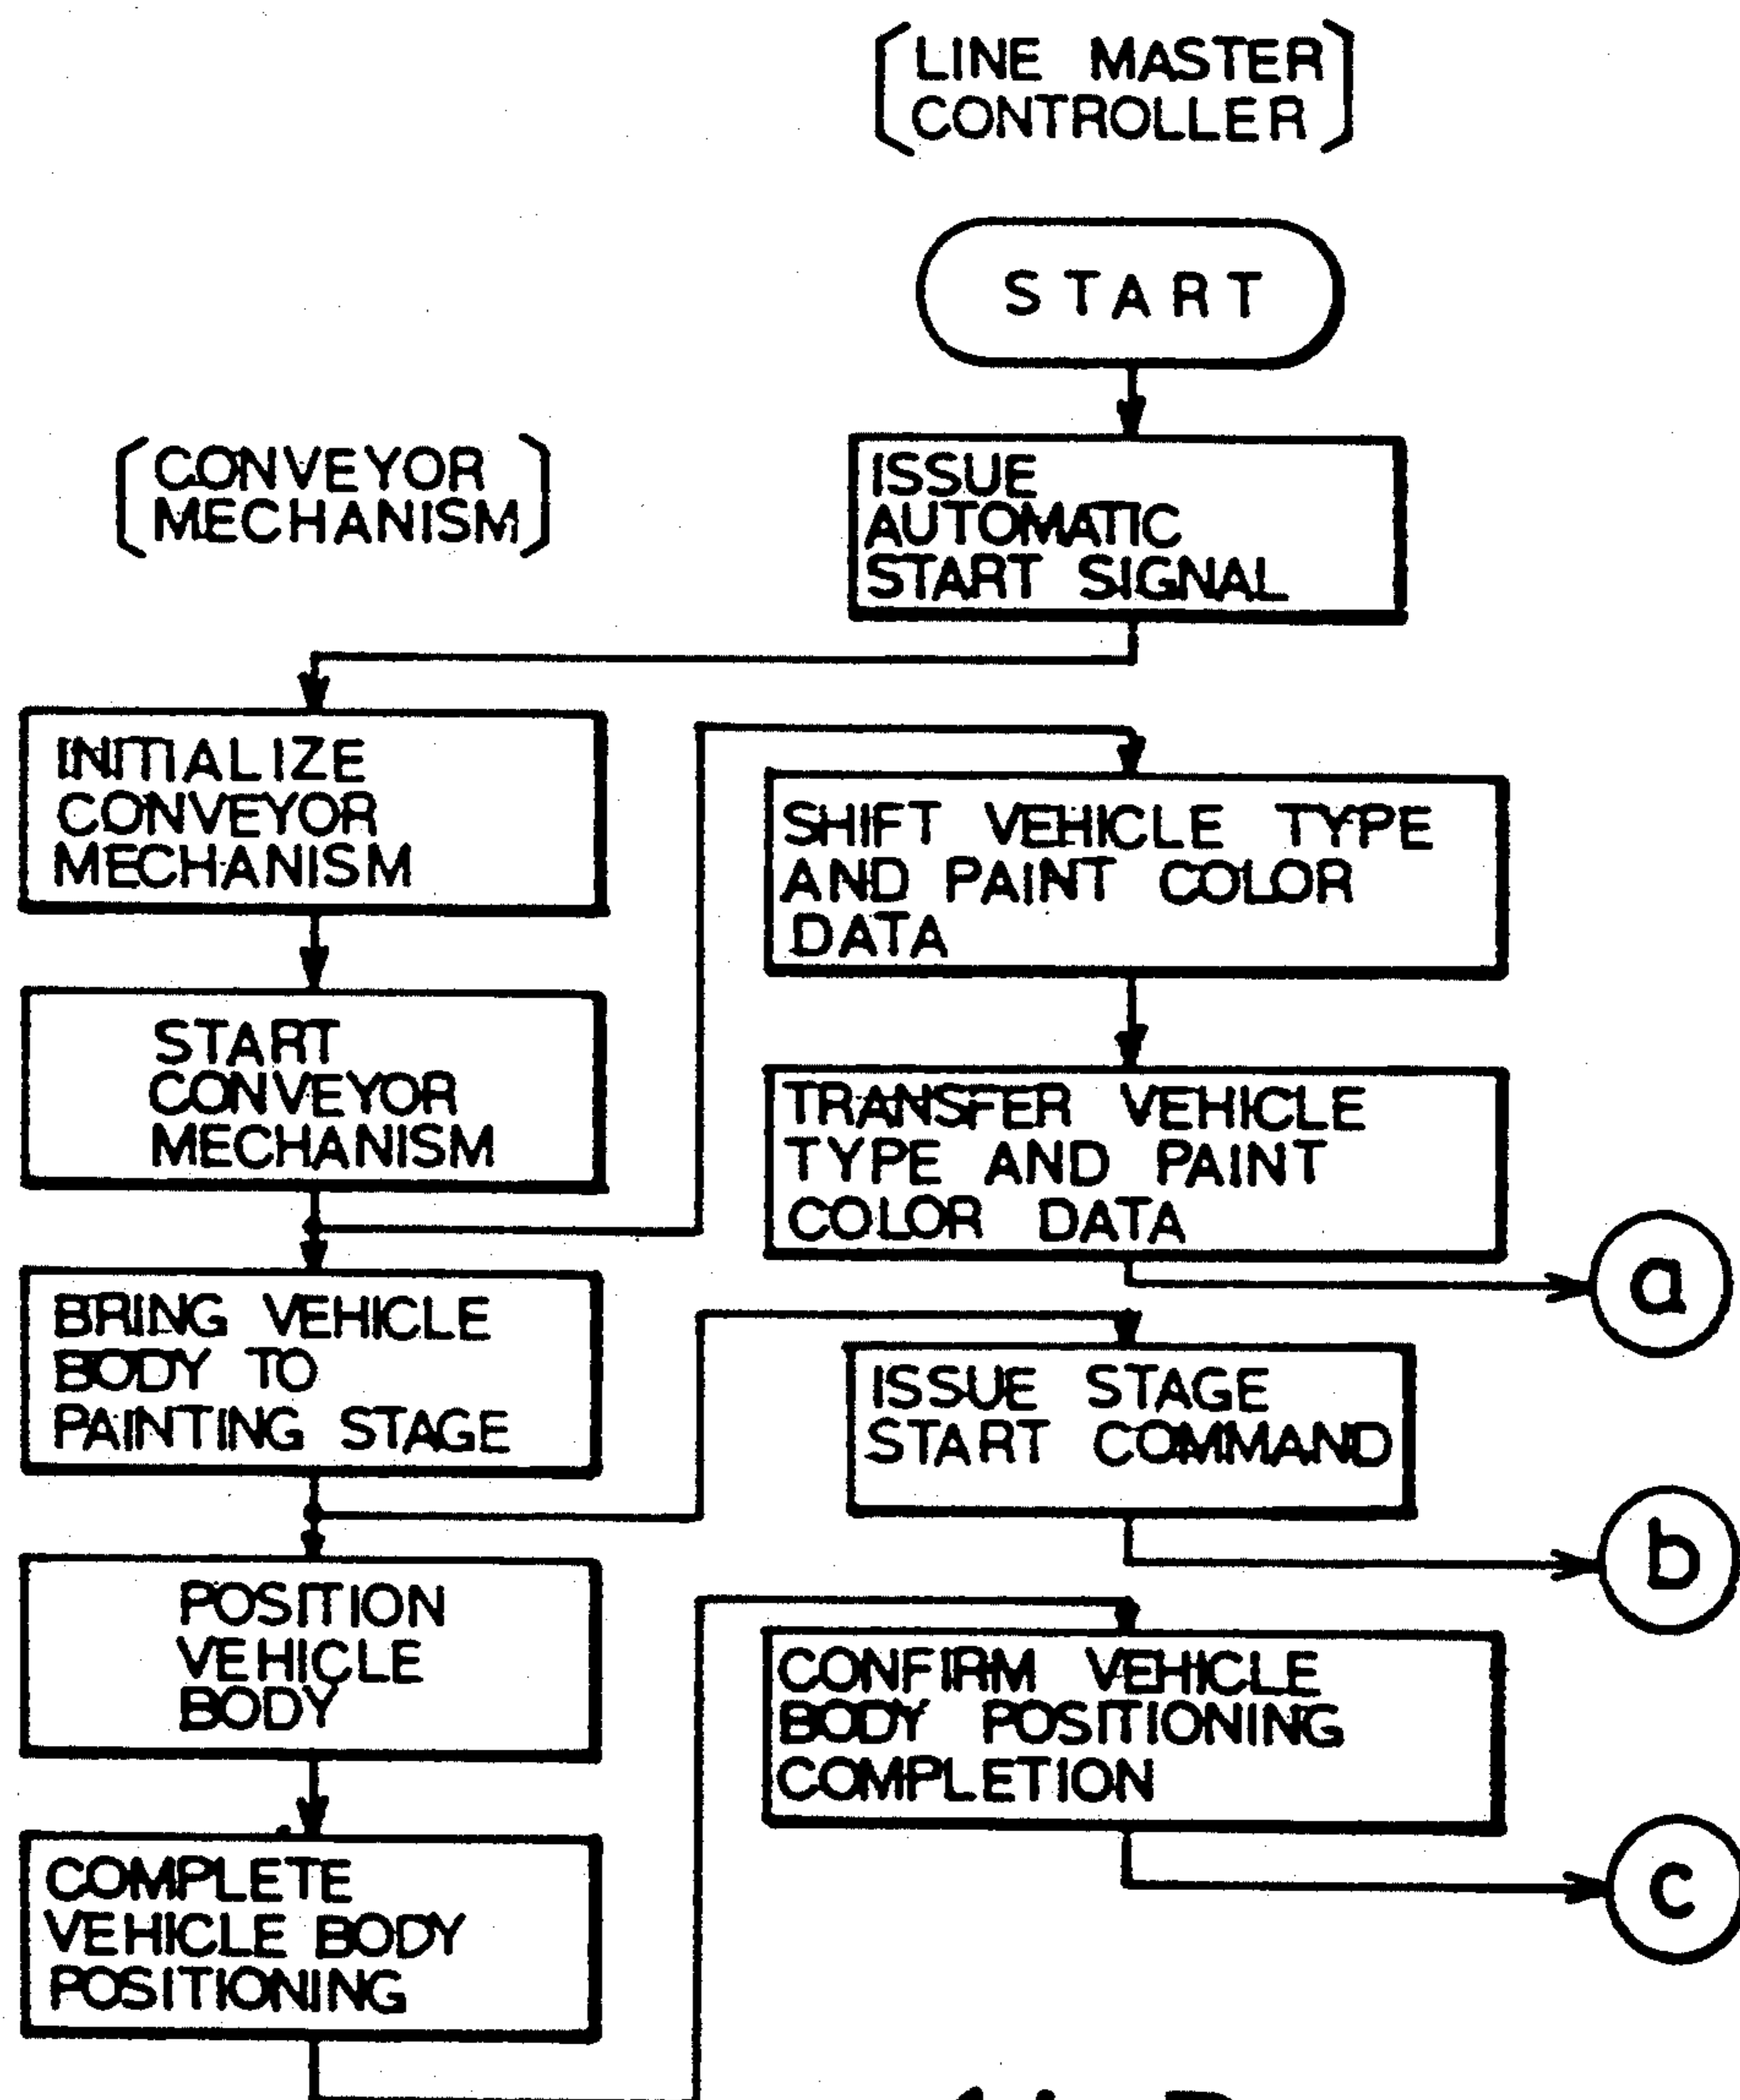 LINE MASTER
CONTROLLER
START
CONVEYOR
MECHANISM
ISSUE
AUTOMATIC
START SIGNAL
INITIALIZE
CONVEYOR
MECHANISM
SHIFT VEHICLE TYPE
AND PAINT COLOR
DATA
START
CONVEYOR
MECHANISM
TRANSFER VEHICLE
TYPE AND PAINT
COLOR DATA
a
BRING VEHICLE
BODY TO
PAINTING STAGE
ISSUE STAGE
START COMMAND
b
POSITION
VEHICLE
BODY
CONFIRM VEHICLE
BODY POSITIONING
COMPLETION
c
COMPLETE
VEHICLE BODY
POSITIONING